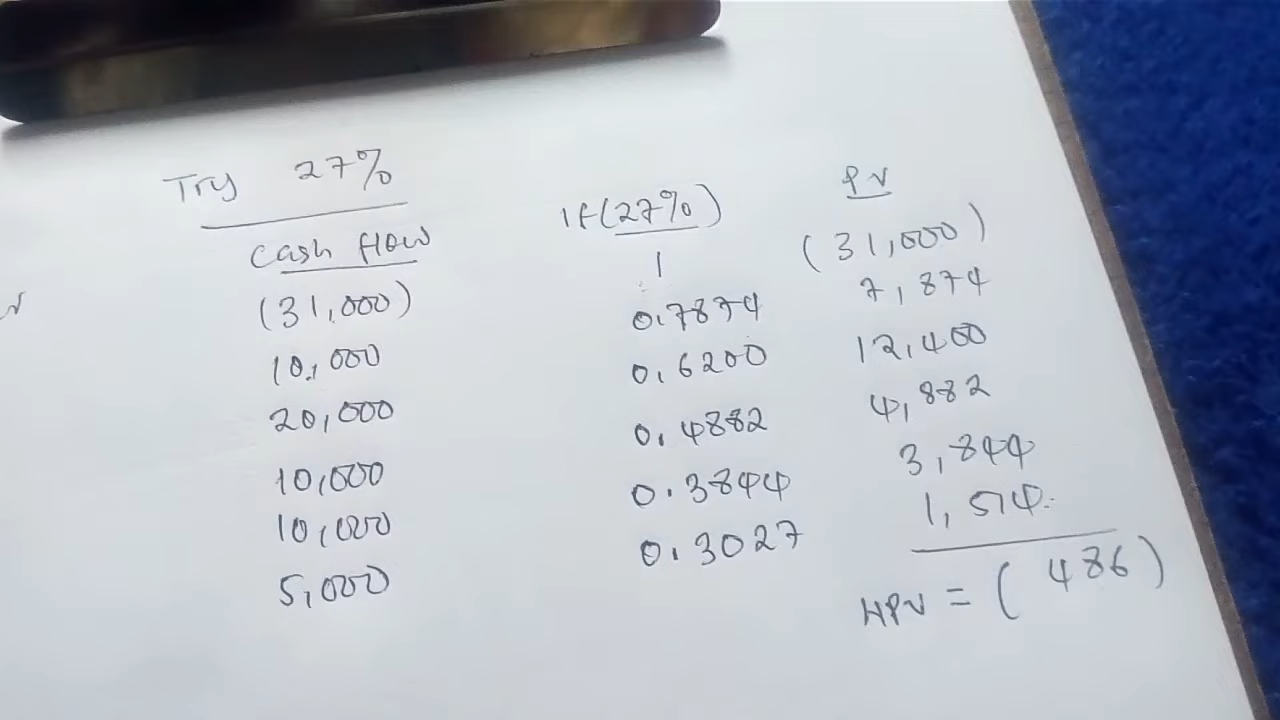 Try 27%
Cash flow If(27%) PV
(31,000) 1 (31,000)
10,000 0.7874 7,874
20,000 0.6200 12,400
10,000 0.4882 4,882
10,000 0.3844 3,844
5,000 0.3027 1,514
NPV = (486)